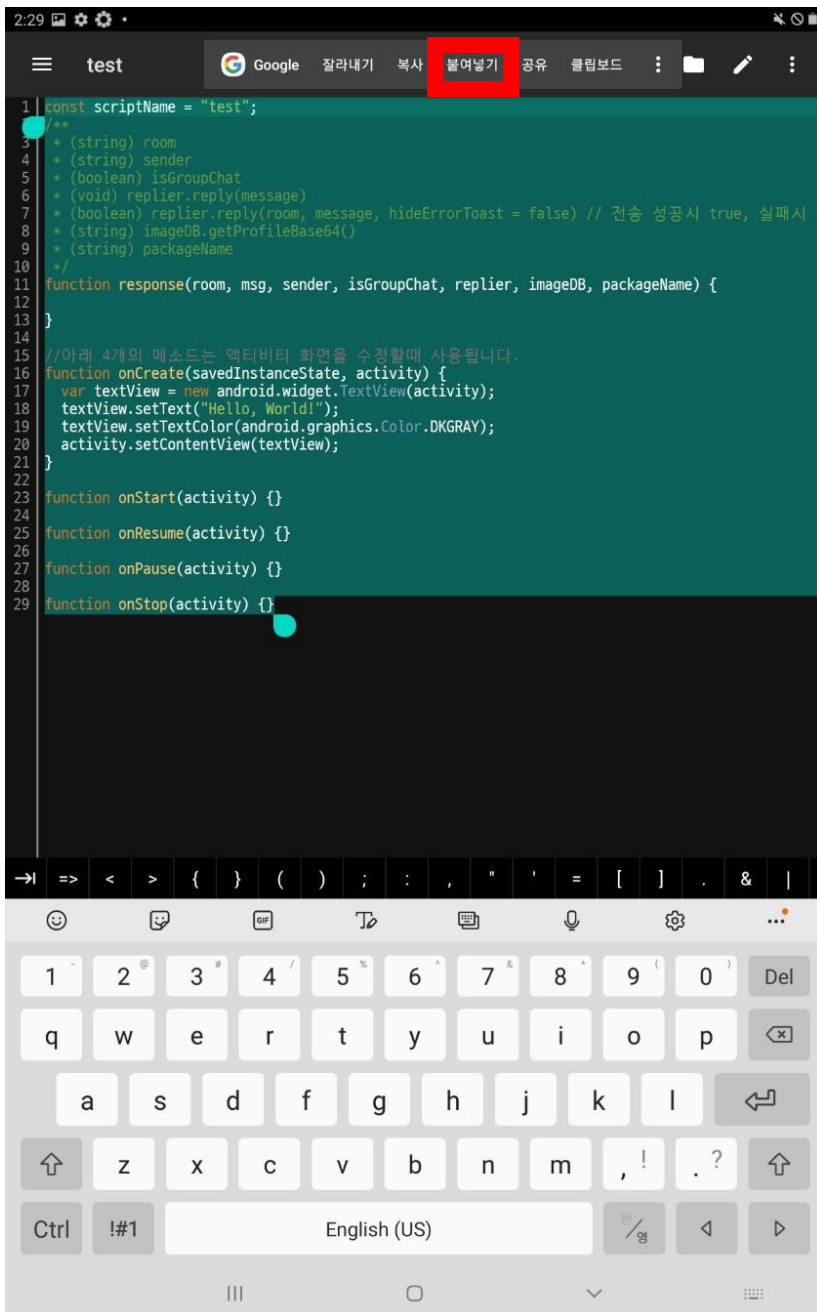 2:29
test
Google 잘라내기 복사 붙여넣기 공유 클립보드
1 const scriptName = "test";
/**
3 * (string) room
4 * (string) sender
5 * (boolean) isGroupChat
6 * (void) replier.reply(message)
7 * (boolean) replier.reply(room, message, hideErrorToast = false) // 전송 성공시 true, 실패시
8 * (string) imageDB.getProfileBase64()
9 * (string) packageName
10 */
11 function response(room, msg, sender, isGroupChat, replier, imageDB, packageName) {
12
13 }
14
15 //아래 4개의 메소드는 액티비티 화면을 수정할때 사용됩니다.
16 function onCreate(savedInstanceState, activity) {
17 var textView = new android.widget.TextView(activity);
18 textView.setText("Hello, World!");
19 textView.setTextColor(android.graphics.Color.DKGRAY);
20 activity.setContentView(textView);
21 }
22
23 function onStart(activity) {}
24
25 function onResume(activity) {}
26
27 function onPause(activity) {}
28
29 function onStop(activity) {}
=> < > { } ( ) ; : , " ' = [ ] . & |
GIF
1 2 @ 3 # 4 / 5 % 6 ^ 7 & 8 * 9 ( 0 ) Del
q w e r t y u i o p
a s d f g h j k l
z x c v b n m , ! . ?
Ctrl !#1 English (US) 한/영